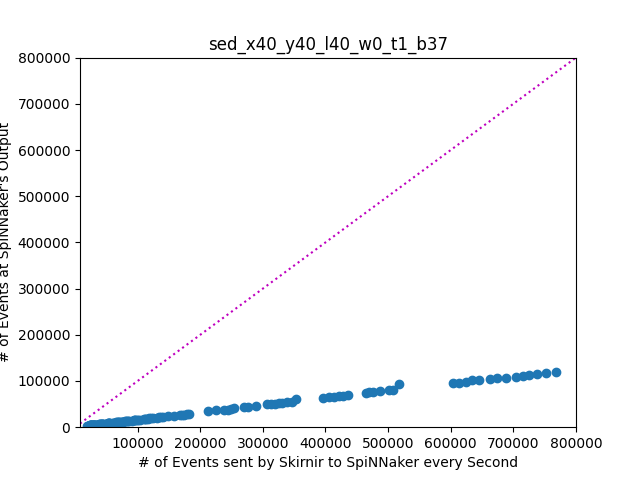 sed_x40_y40_l40_w0_t1_b37
800000
700000
600000
500000
400000
300000
200000
100000
0
# of Events at SpiNNaker's Output
100000 200000 300000 400000 500000 600000 700000 800000
# of Events sent by Skirnir to SpiNNaker every Second